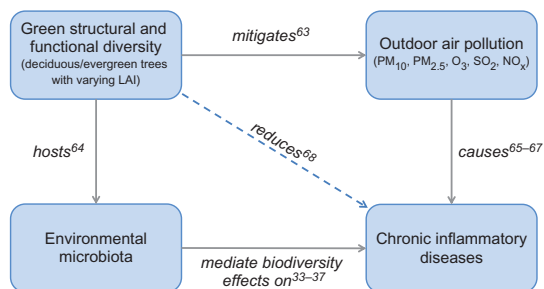 Green structural and
functional diversity
(deciduous/evergreen trees
with varying LAI)
mitigates63
Outdoor air pollution
(PM10, PM2.5, O3, SO2, NOx)
hosts64
reduces68
causes65–67
Environmental
microbiota
mediate biodiversity
effects on33–37
Chronic inflammatory
diseases